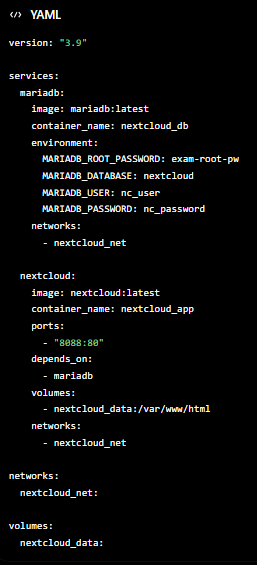 </> YAML
version: "3.9"
services:
  mariadb:
    image: mariadb:latest
    container_name: nextcloud_db
    environment:
      MARIADB_ROOT_PASSWORD: exam-root-pw
      MARIADB_DATABASE: nextcloud
      MARIADB_USER: nc_user
      MARIADB_PASSWORD: nc_password
    networks:
      - nextcloud_net
  nextcloud:
    image: nextcloud:latest
    container_name: nextcloud_app
    ports:
      - "8088:80"
    depends_on:
      - mariadb
    volumes:
      - nextcloud_data:/var/www/html
    networks:
      - nextcloud_net
networks:
  nextcloud_net:
volumes:
  nextcloud_data: